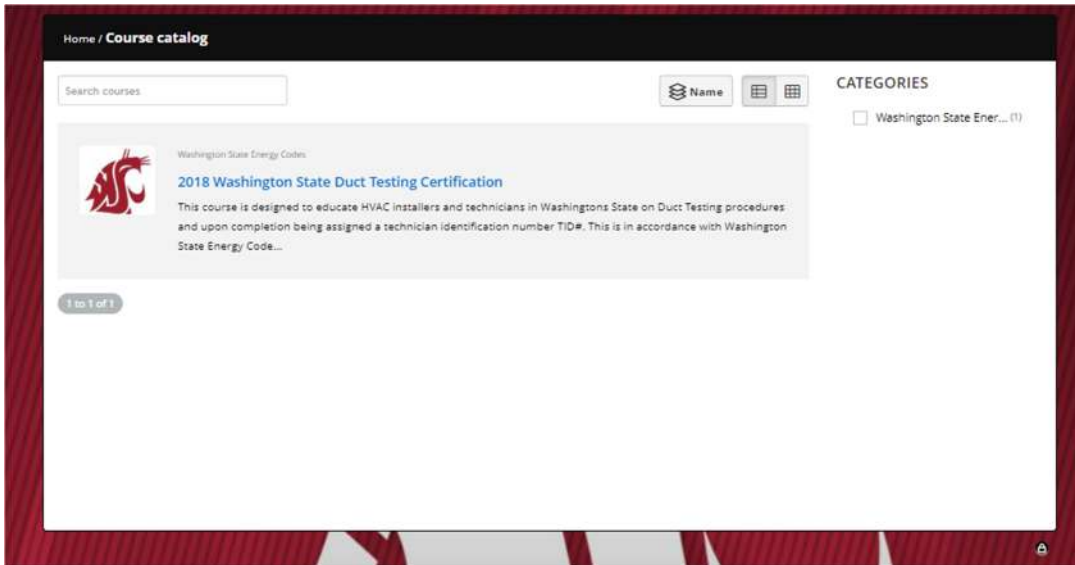 Home / Course catalog
Search courses
Name
CATEGORIES
Washington State Ener... (1)
Washington State Energy Codes
2018 Washington State Duct Testing Certification
This course is designed to educate HVAC installers and technicians in Washingtons State on Duct Testing procedures
and upon completion being assigned a technician identification number TID#. This is in accordance with Washington
State Energy Code...
1 to 1 of 1